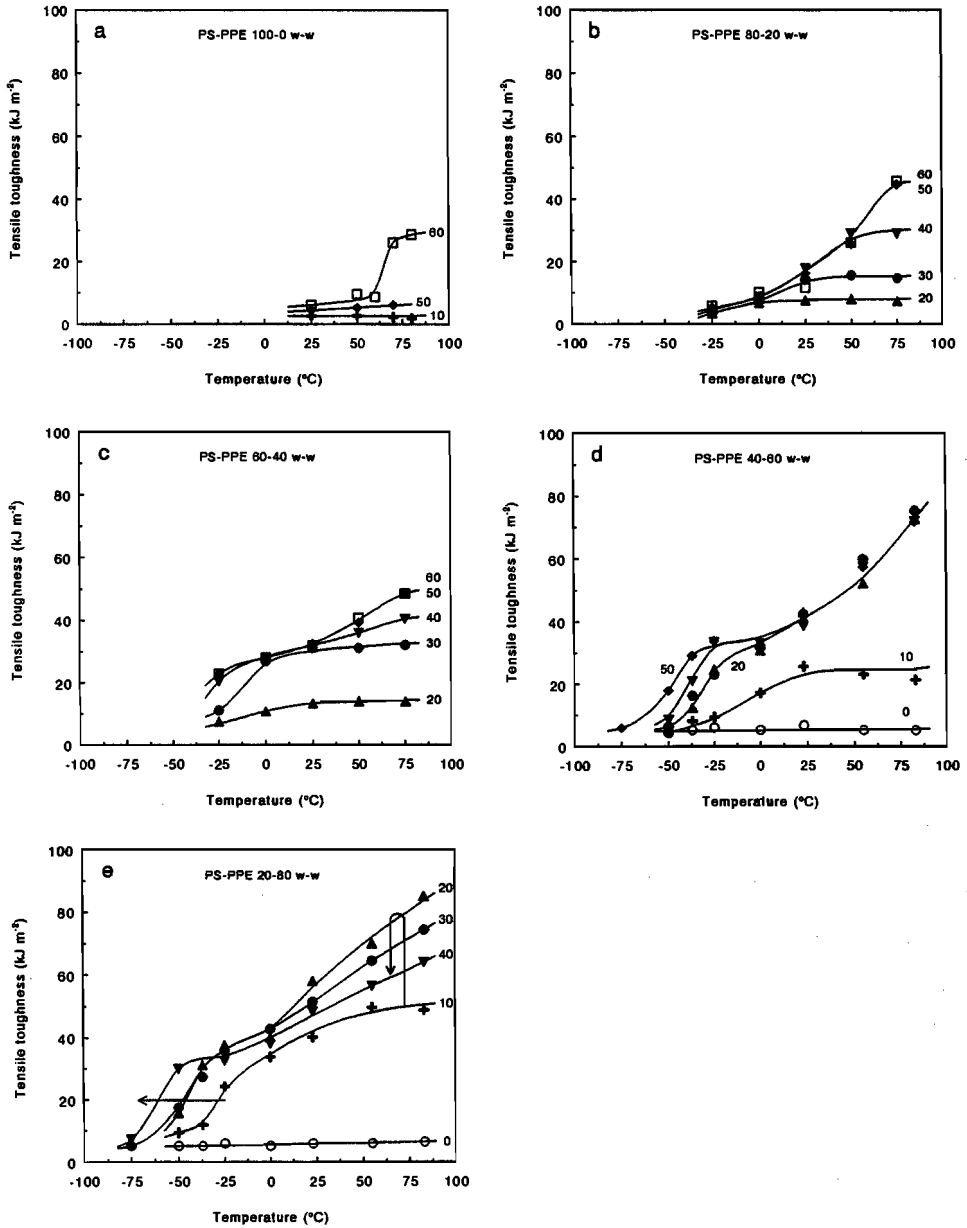 a
PS-PPE 100-0 w-w
Tensile toughness (kJ m-2)
100
80
60
40
20
0
60
50
10
-100 -75 -50 -25 0 25 50 75 100
Temperature (°C)
b
PS-PPE 80-20 w-w
Tensile toughness (kJ m-2)
100
80
60
40
20
0
60
50
40
30
20
-100 -75 -50 -25 0 25 50 75 100
Temperature (°C)
c
PS-PPE 60-40 w-w
Tensile toughness (kJ m-2)
100
80
60
40
20
0
60
50
40
30
20
-100 -75 -50 -25 0 25 50 75 100
Temperature (°C)
d
PS-PPE 40-60 w-w
Tensile toughness (kJ m-2)
100
80
60
40
20
0
50
20
10
0
-100 -75 -50 -25 0 25 50 75 100
Temperature (°C)
e
PS-PPE 20-80 w-w
Tensile toughness (kJ m-2)
100
80
60
40
20
0
20
30
40
10
0
-100 -75 -50 -25 0 25 50 75 100
Temperature (°C)